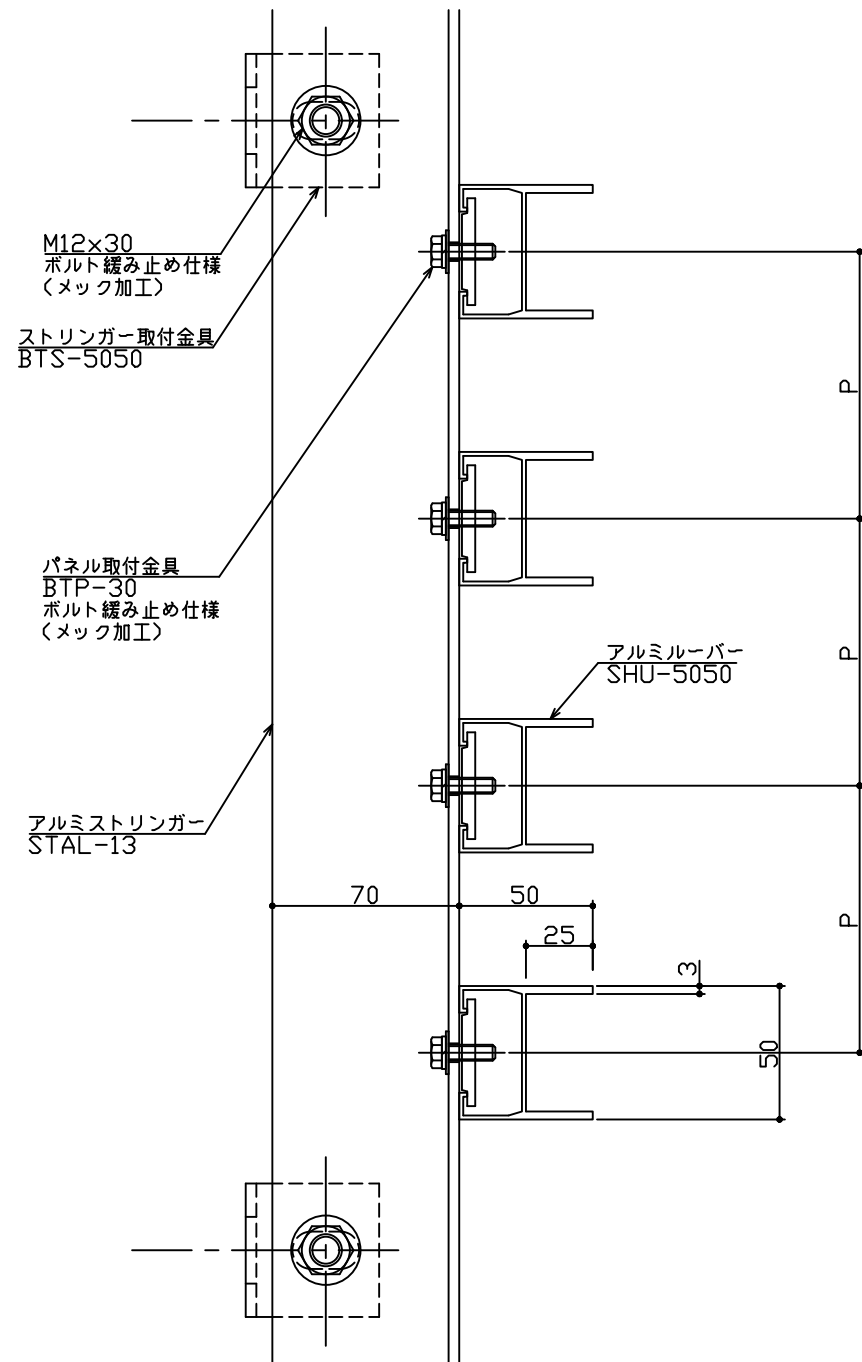 M12×30
ボルト緩み止め仕様
(メック加工)
ストリンガー取付金具
BTS-5050
パネル取付金具
BTP-30
ボルト緩み止め仕様
(メック加工)
アルミルーバー
SHU-5050
アルミストリンガー
STAL-13
P
P
P
70
50
25
3
50